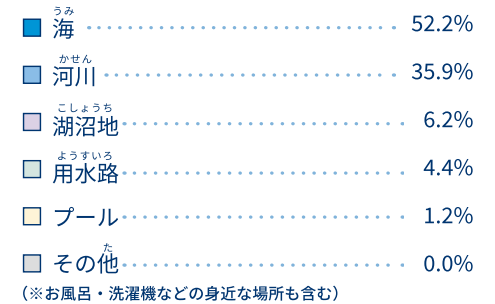 うみ
海 52.2%
かせん
河川 35.9%
こしょうち
湖沼地 6.2%
ようすいろ
用水路 4.4%
プール 1.2%
た
その他 0.0%
（※お風呂・洗濯機などの身近な場所も含む）